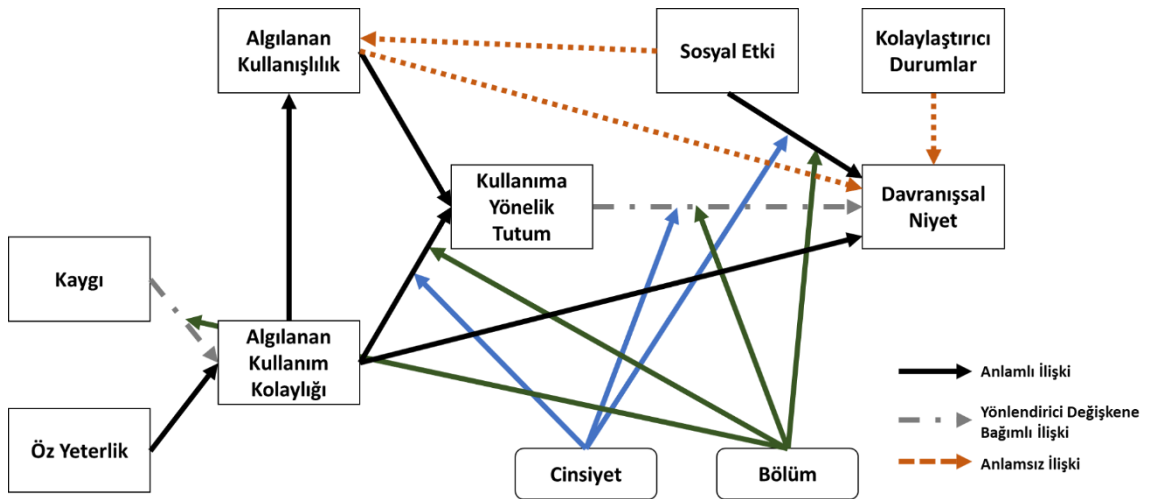 Algılanan
Kullanışlılık
Sosyal Etki
Kolaylaştırıcı
Durumlar
Kullanıma
Yönelik
Tutum
Davranışsal
Niyet
Kaygı
Algılanan
Kullanım
Kolaylığı
Öz Yeterlik
Cinsiyet
Bölüm
Anlamlı İlişki
Yönlendirici Değişkene
Bağımlı İlişki
Anlamsız İlişki